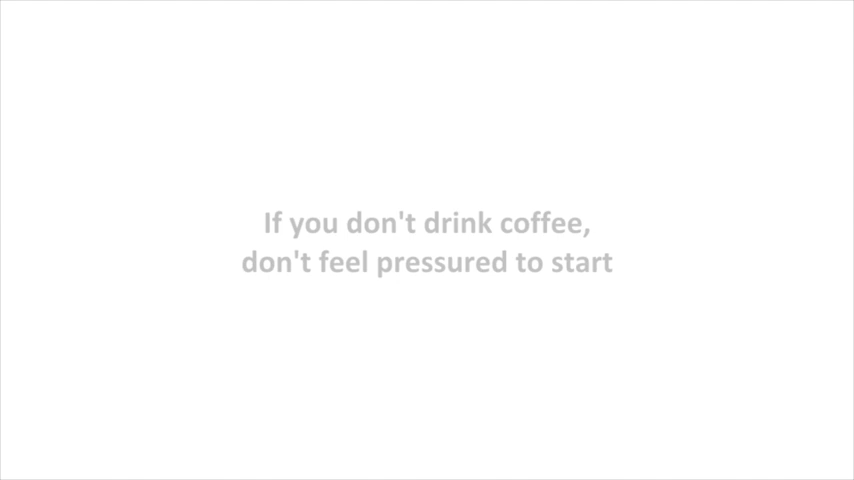 If you don't drink coffee,
don't feel pressured to start